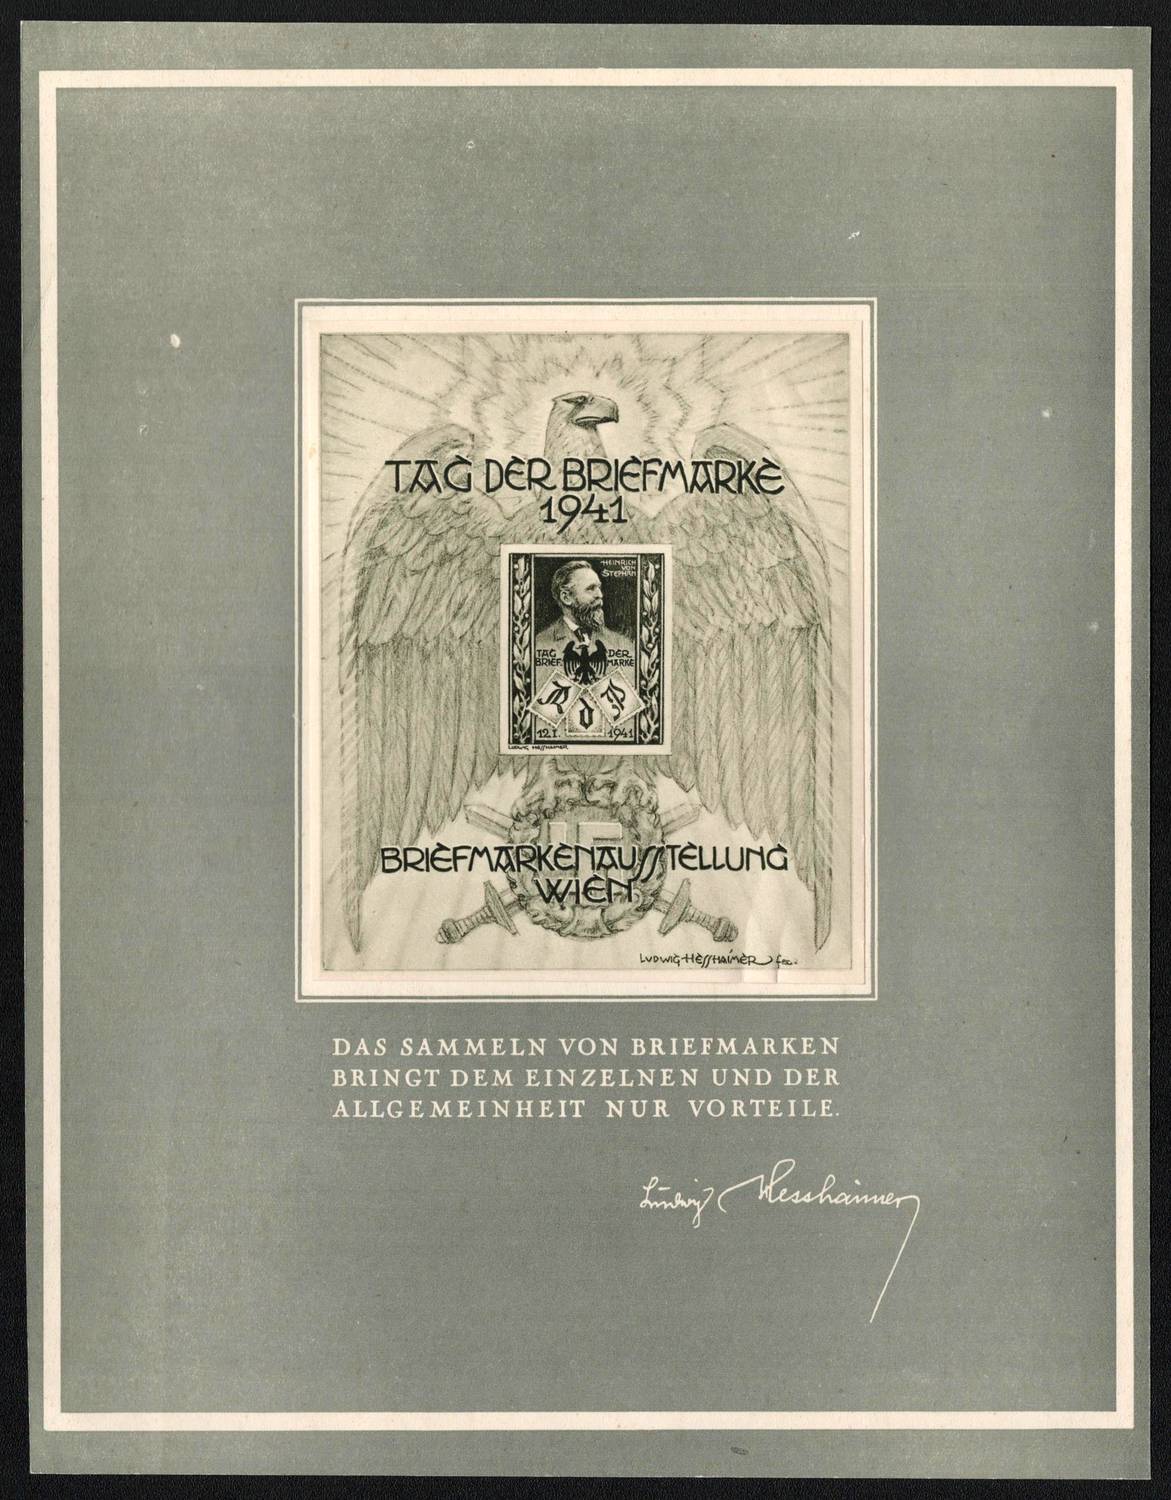 TAG DER BRIEFMARKE
1941
HEINRICH
VON
STEPHAN
TAG DER
BRIEF MARKE
R d P
12.I. 1941
LUDWIG HESSHAIMER
BRIEFMARKENAUSSTELLUNG
WIEN
LUDWIG HESSHAIMER fec.
DAS SAMMELN VON BRIEFMARKEN
BRINGT DEM EINZELNEN UND DER
ALLGEMEINHEIT NUR VORTEILE.
Ludwig Hesshaimer